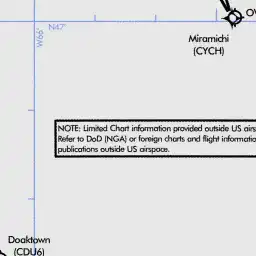 N47°
W66°
OV
Miramichi
(CYCH)
NOTE: Limited Chart information provided outside US airs
Refer to DoD (NGA) or foreign charts and flight informatio
publications outside US airspace.
Doaktown
(CDU6)